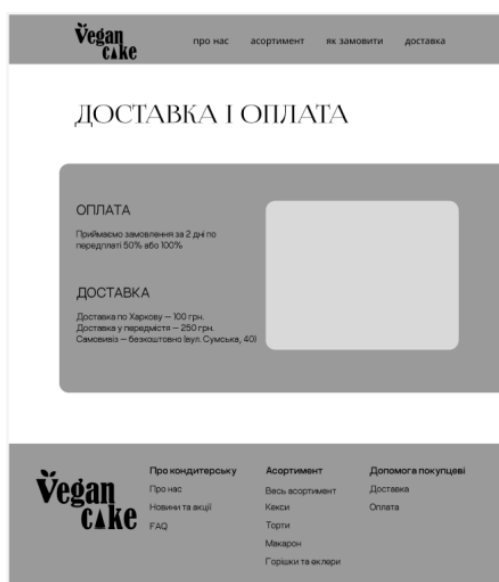 Vegan
cake
про нас асортимент як замовити доставка
ДОСТАВКА І ОПЛАТА
ОПЛАТА
Приймаємо замовлення за 2 дні по
передплаті 50% або 100%
ДОСТАВКА
Доставка по Харкову — 100 грн.
Доставка у передмістя — 250 грн.
Самовивіз — безкоштовно (вул. Сумська, 40)
Vegan
cake
Про кондитерську
Про нас
Новини та акції
FAQ
Асортимент
Весь асортимент
Кекси
Торти
Макарон
Горішки та еклери
Допомога покупцеві
Доставка
Оплата